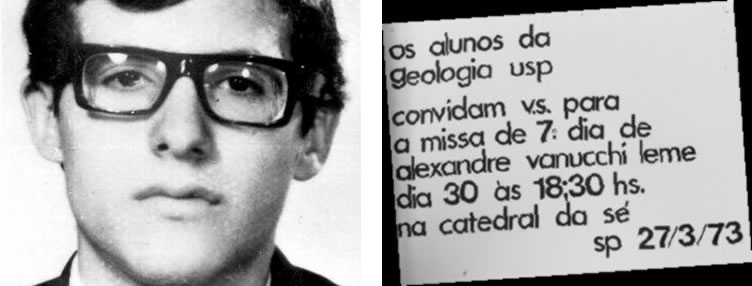 os alunos da
geologia usp
convidam v.s. para
a missa de 7: dia de
alexandre vanucchi leme
dia 30 às 18;30 hs.
na catedral da sé
sp 27/3/73